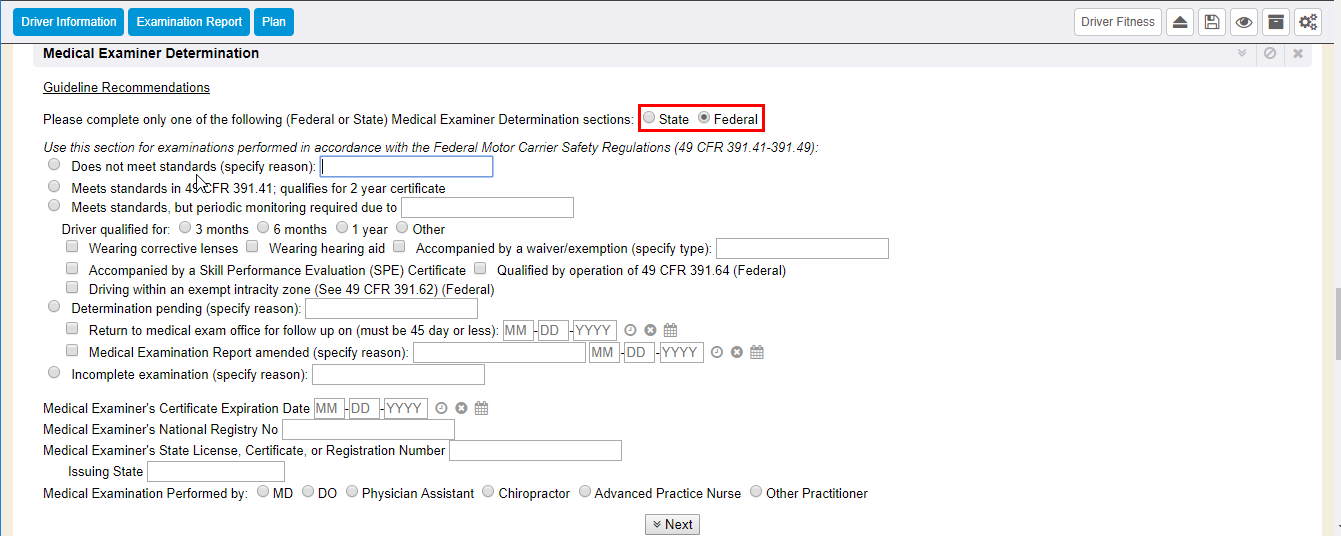 Driver Information Examination Report Plan Driver Fitness
Medical Examiner Determination
Guideline Recommendations
Please complete only one of the following (Federal or State) Medical Examiner Determination sections: State Federal
Use this section for examinations performed in accordance with the Federal Motor Carrier Safety Regulations (49 CFR 391.41-391.49):
Does not meet standards (specify reason):
Meets standards in 49 CFR 391.41; qualifies for 2 year certificate
Meets standards, but periodic monitoring required due to
Driver qualified for: 3 months 6 months 1 year Other
Wearing corrective lenses Wearing hearing aid Accompanied by a waiver/exemption (specify type):
Accompanied by a Skill Performance Evaluation (SPE) Certificate Qualified by operation of 49 CFR 391.64 (Federal)
Driving within an exempt intracity zone (See 49 CFR 391.62) (Federal)
Determination pending (specify reason):
Return to medical exam office for follow up on (must be 45 day or less): MM-DD-YYYY
Medical Examination Report amended (specify reason): MM-DD-YYYY
Incomplete examination (specify reason):
Medical Examiner's Certificate Expiration Date MM-DD-YYYY
Medical Examiner's National Registry No
Medical Examiner's State License, Certificate, or Registration Number
Issuing State
Medical Examination Performed by: MD DO Physician Assistant Chiropractor Advanced Practice Nurse Other Practitioner
Next